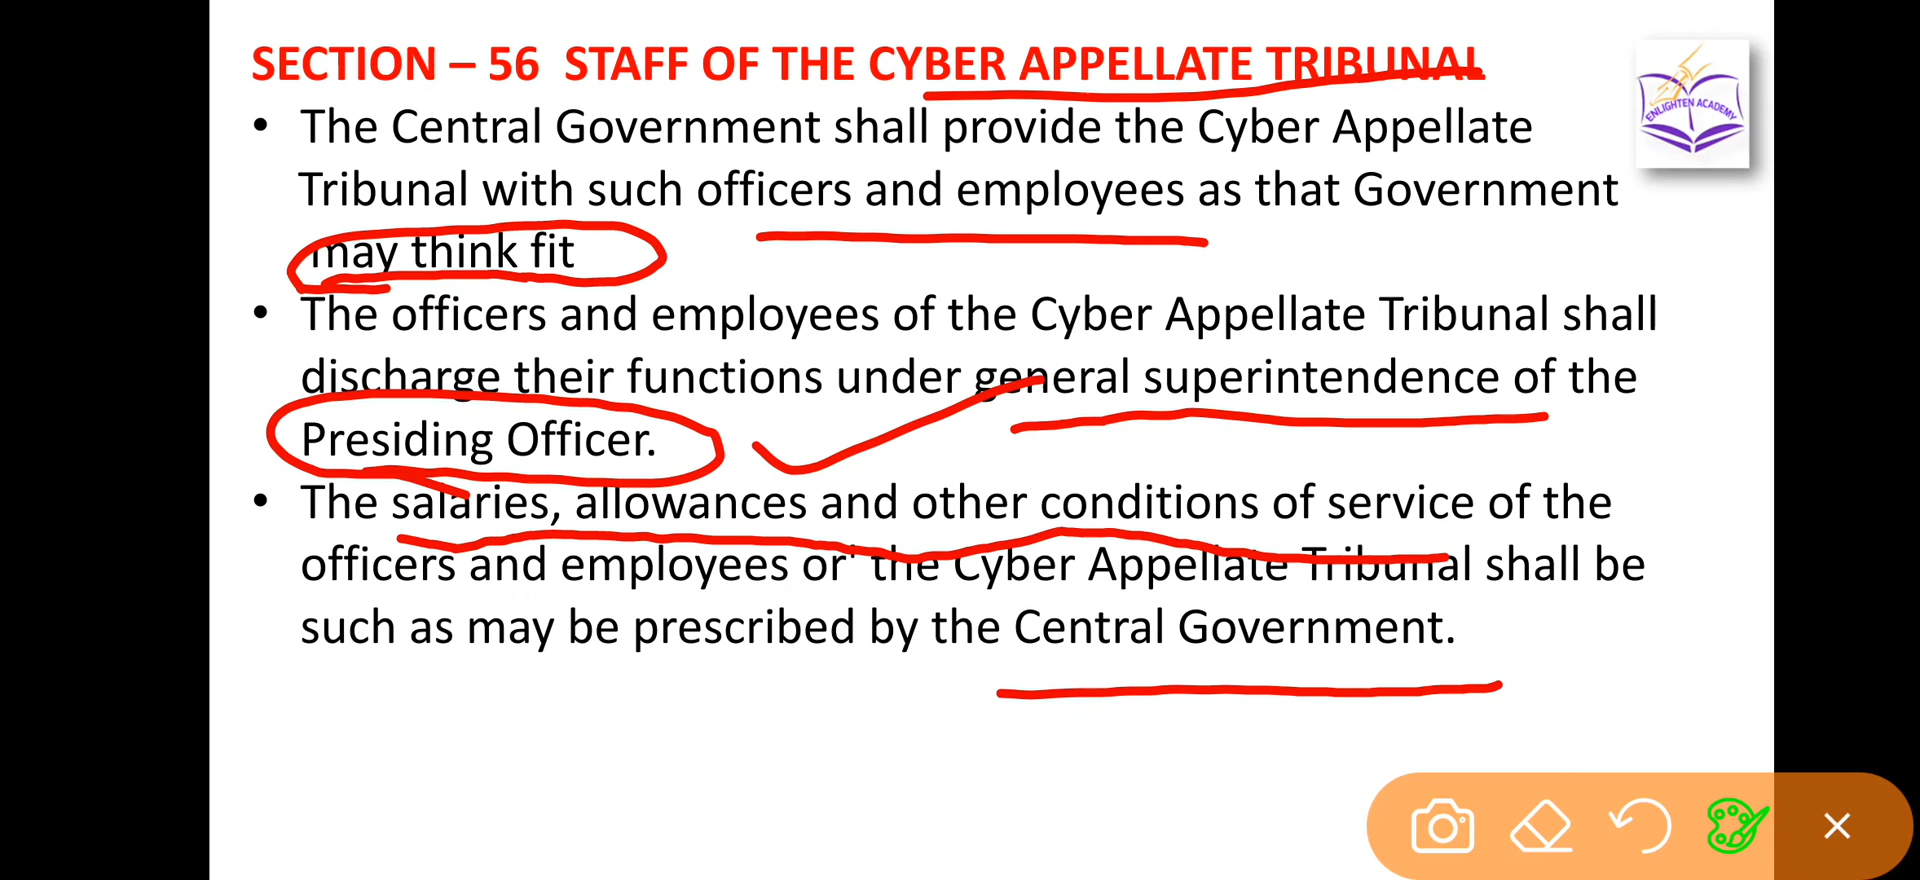 SECTION – 56 STAFF OF THE CYBER APPELLATE TRIBUNAL
ENLIGHTEN ACADEMY
• The Central Government shall provide the Cyber Appellate
Tribunal with such officers and employees as that Government
may think fit
• The officers and employees of the Cyber Appellate Tribunal shall
discharge their functions under general superintendence of the
Presiding Officer.
• The salaries, allowances and other conditions of service of the
officers and employees or' the Cyber Appellate Tribunal shall be
such as may be prescribed by the Central Government.